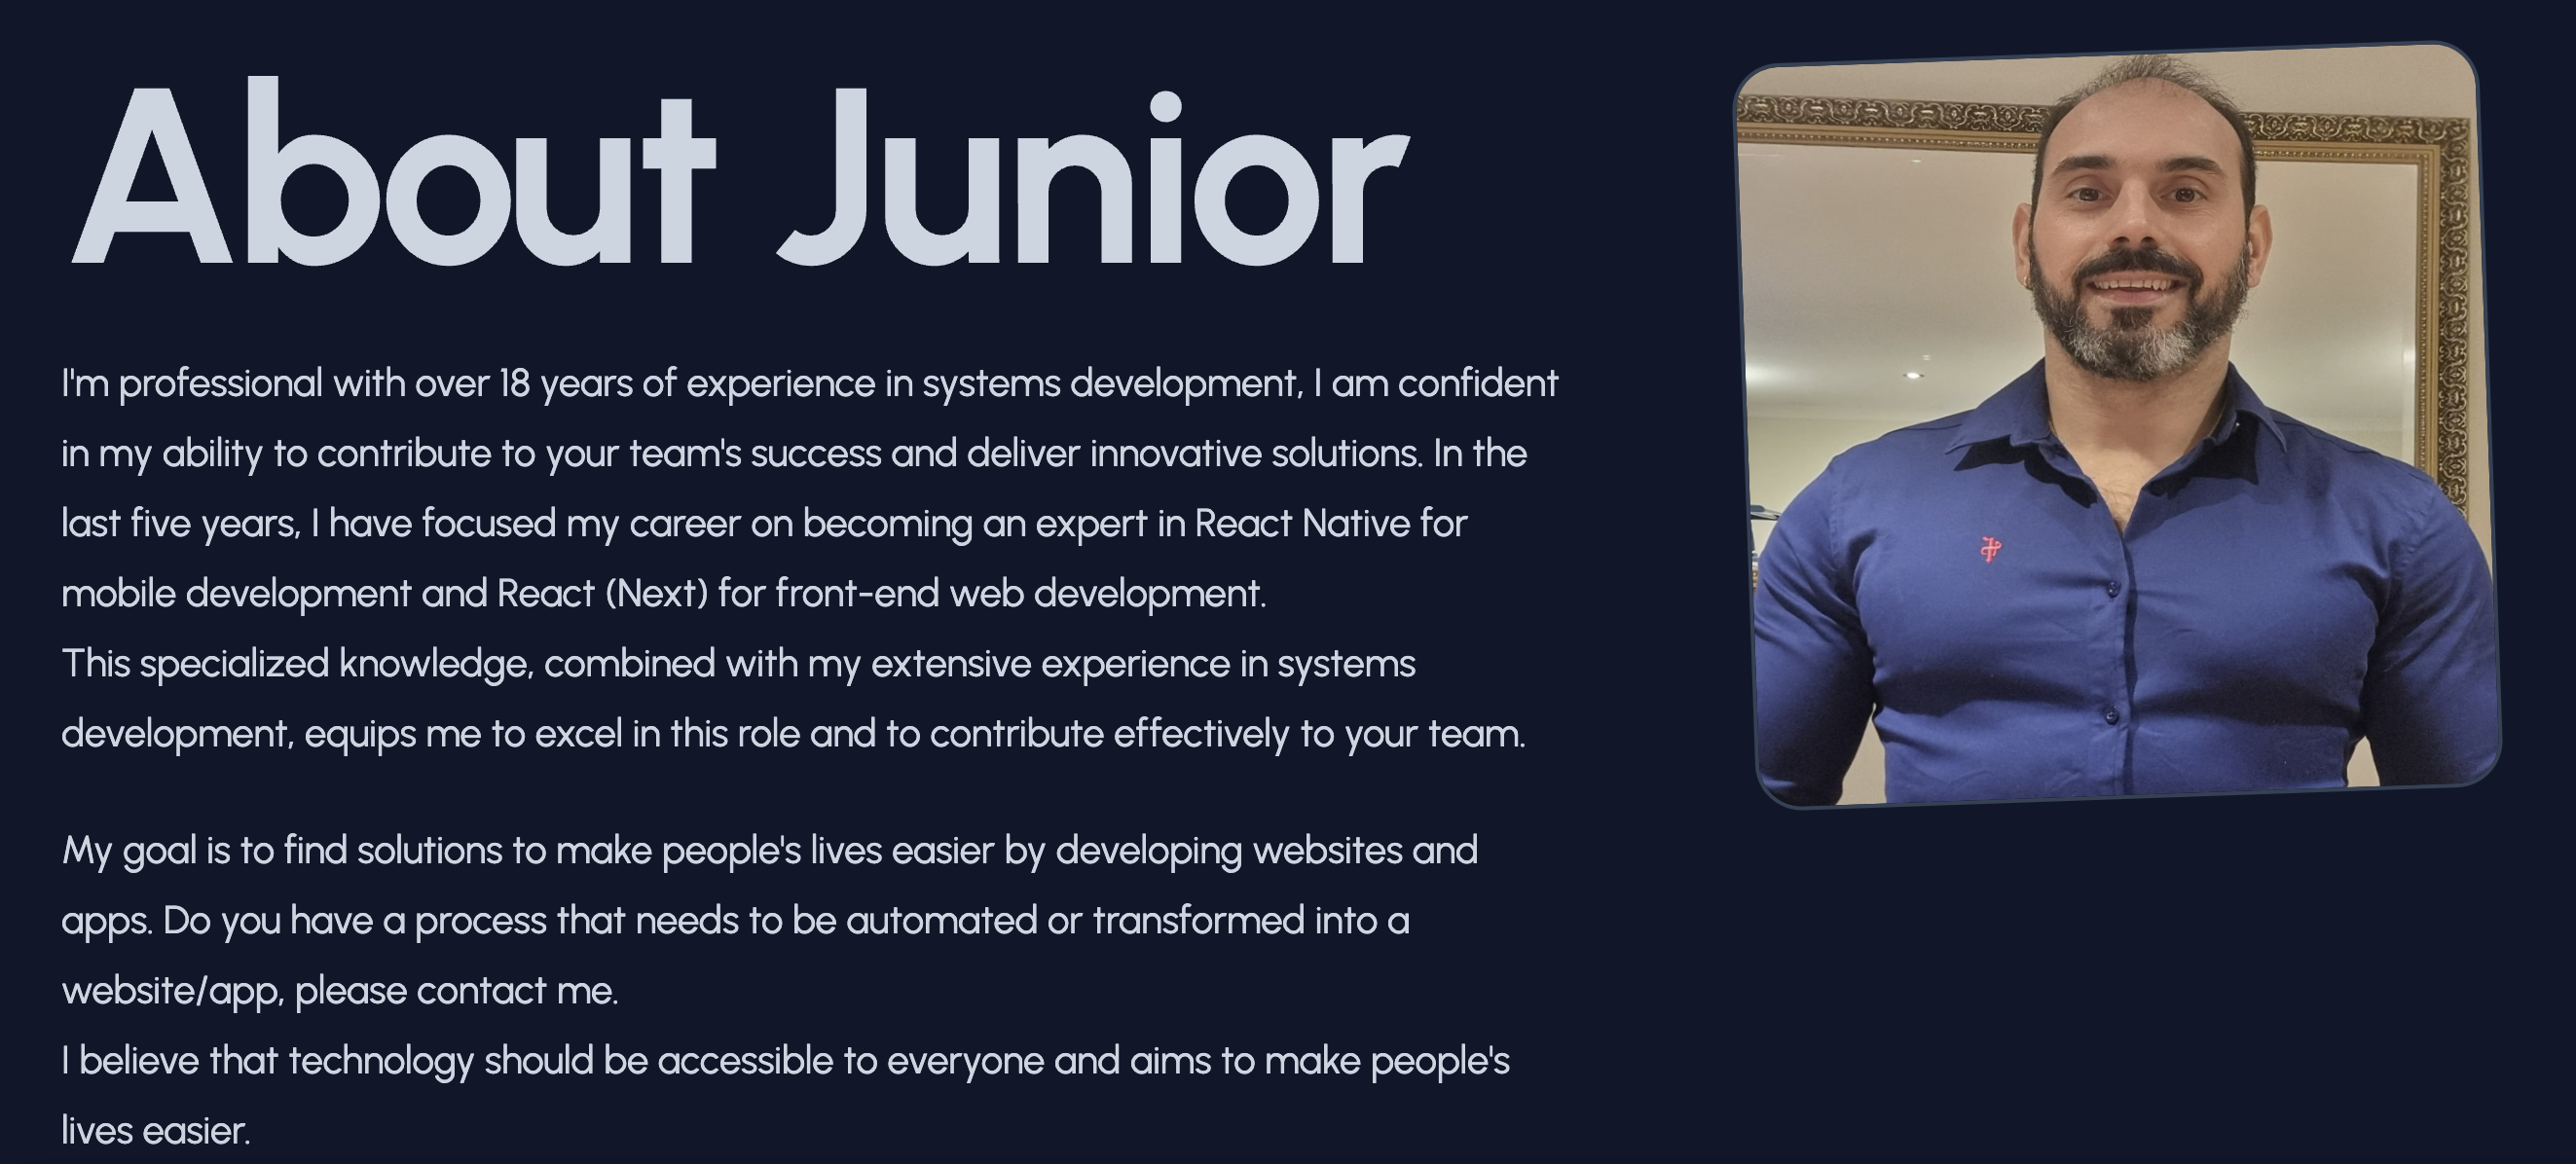 About Junior
I'm professional with over 18 years of experience in systems development, I am confident
in my ability to contribute to your team's success and deliver innovative solutions. In the
last five years, I have focused my career on becoming an expert in React Native for
mobile development and React (Next) for front-end web development.
This specialized knowledge, combined with my extensive experience in systems
development, equips me to excel in this role and to contribute effectively to your team.
My goal is to find solutions to make people's lives easier by developing websites and
apps. Do you have a process that needs to be automated or transformed into a
website/app, please contact me.
I believe that technology should be accessible to everyone and aims to make people's
lives easier.